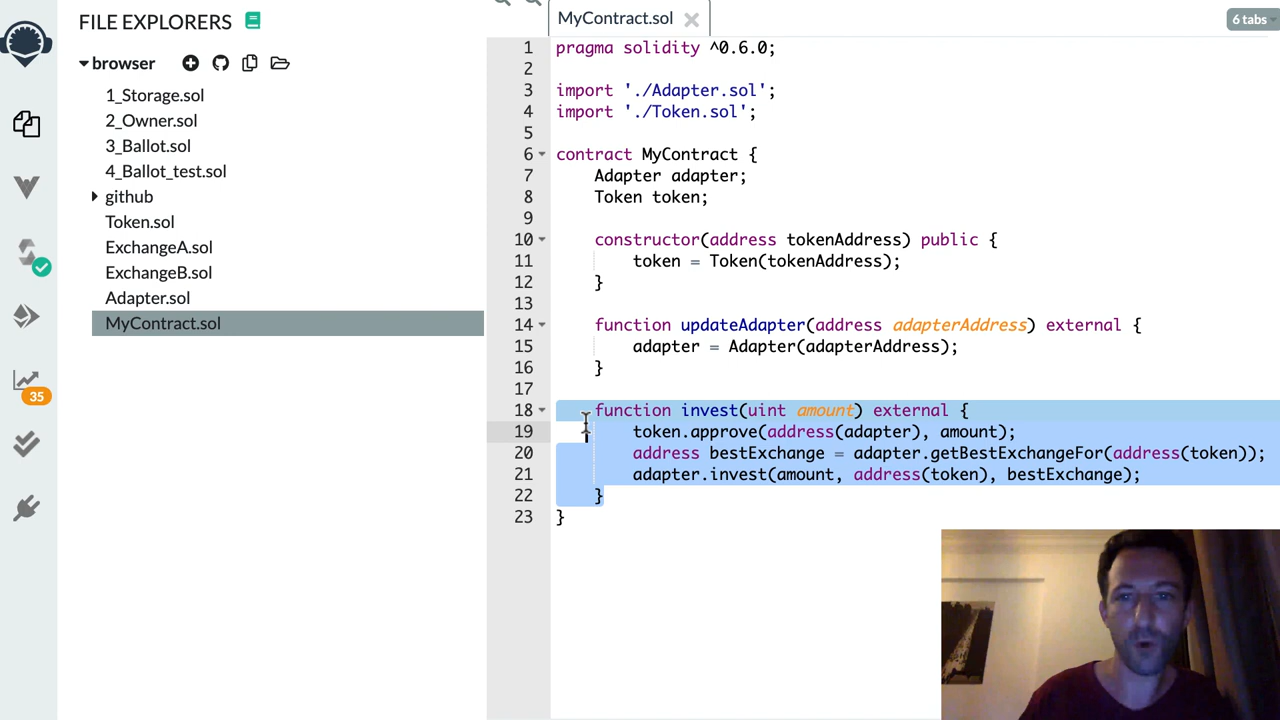 FILE EXPLORERS
browser
1_Storage.sol
2_Owner.sol
3_Ballot.sol
4_Ballot_test.sol
github
Token.sol
ExchangeA.sol
ExchangeB.sol
Adapter.sol
MyContract.sol
35
MyContract.sol
6 tabs
1 pragma solidity ^0.6.0;
2
3 import './Adapter.sol';
4 import './Token.sol';
5
6 contract MyContract {
7     Adapter adapter;
8     Token token;
9
10     constructor(address tokenAddress) public {
11         token = Token(tokenAddress);
12     }
13
14     function updateAdapter(address adapterAddress) external {
15         adapter = Adapter(adapterAddress);
16     }
17
18     function invest(uint amount) external {
19         token.approve(address(adapter), amount);
20         address bestExchange = adapter.getBestExchangeFor(address(token));
21         adapter.invest(amount, address(token), bestExchange);
22     }
23 }